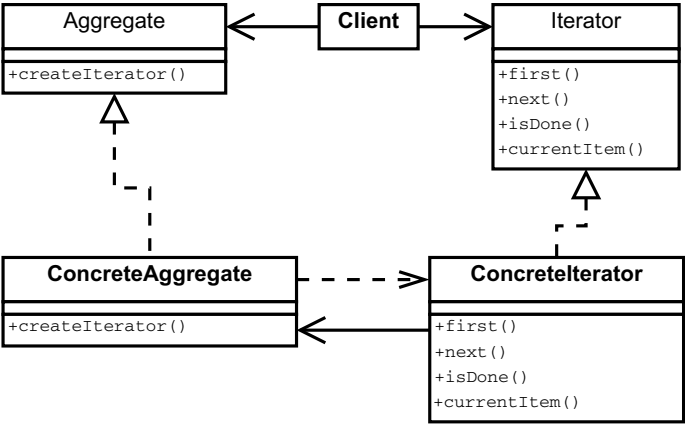 Aggregate
+createIterator()
Client
Iterator
+first()
+next()
+isDone()
+currentItem()
ConcreteAggregate
+createIterator()
ConcreteIterator
+first()
+next()
+isDone()
+currentItem()